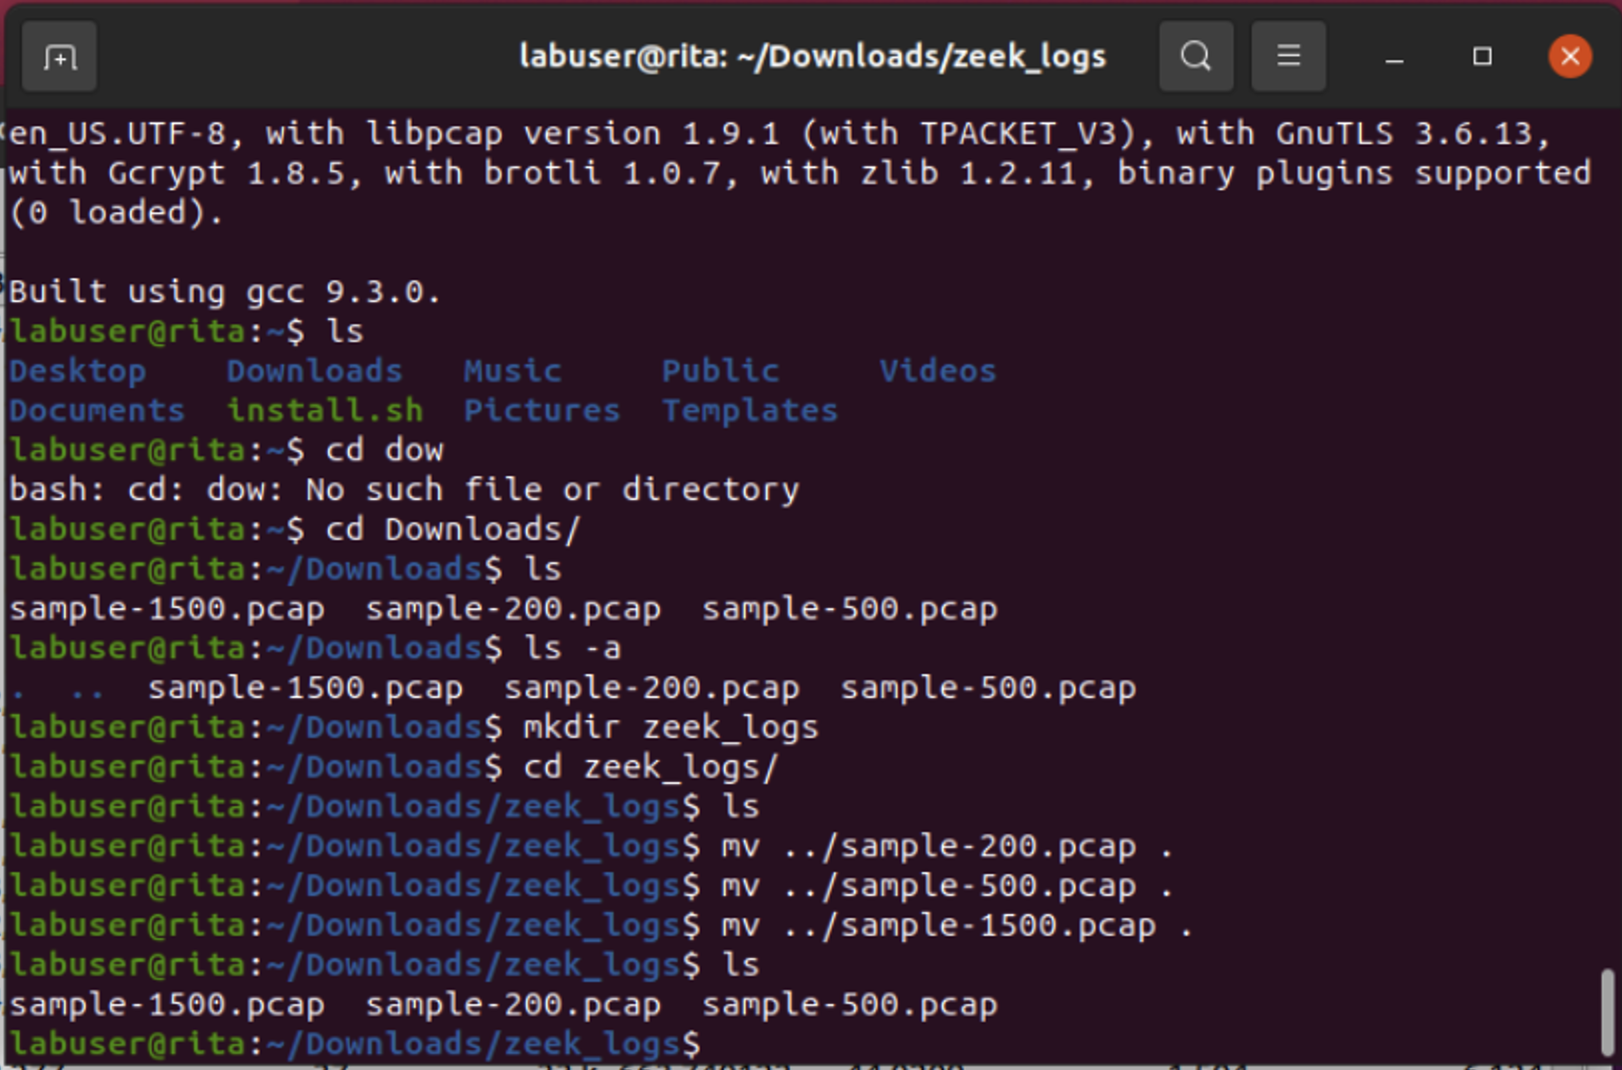 labuser@rita: ~/Downloads/zeek_logs
en_US.UTF-8, with libpcap version 1.9.1 (with TPACKET_V3), with GnuTLS 3.6.13,
with Gcrypt 1.8.5, with brotli 1.0.7, with zlib 1.2.11, binary plugins supported
(0 loaded).
Built using gcc 9.3.0.
labuser@rita:~$ ls
Desktop    Downloads   Music     Public     Videos
Documents  install.sh  Pictures  Templates
labuser@rita:~$ cd dow
bash: cd: dow: No such file or directory
labuser@rita:~$ cd Downloads/
labuser@rita:~/Downloads$ ls
sample-1500.pcap  sample-200.pcap  sample-500.pcap
labuser@rita:~/Downloads$ ls -a
.  ..  sample-1500.pcap  sample-200.pcap  sample-500.pcap
labuser@rita:~/Downloads$ mkdir zeek_logs
labuser@rita:~/Downloads$ cd zeek_logs/
labuser@rita:~/Downloads/zeek_logs$ ls
labuser@rita:~/Downloads/zeek_logs$ mv ../sample-200.pcap .
labuser@rita:~/Downloads/zeek_logs$ mv ../sample-500.pcap .
labuser@rita:~/Downloads/zeek_logs$ mv ../sample-1500.pcap .
labuser@rita:~/Downloads/zeek_logs$ ls
sample-1500.pcap  sample-200.pcap  sample-500.pcap
labuser@rita:~/Downloads/zeek_logs$